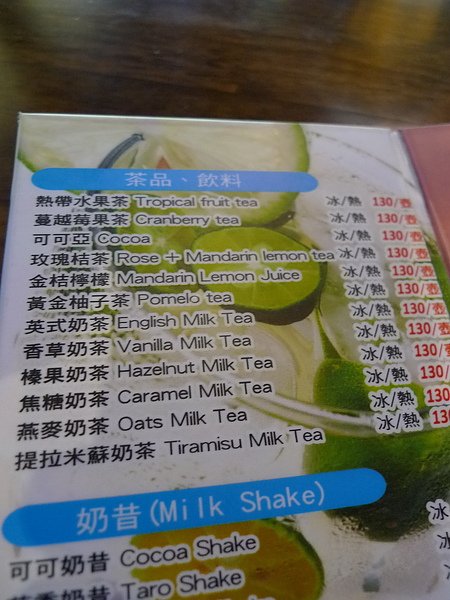 茶品、飲料
熱帶水果茶 Tropical fruit tea 冰/熱 130/壺
蔓越莓果茶 Cranberry tea 冰/熱 130/壺
可可亞 Cocoa 冰/熱 130/壺
玫瑰桔茶 Rose + Mandarin lemon tea 冰/熱 130/壺
金桔檸檬 Mandarin Lemon Juice 冰/熱 130/壺
黃金柚子茶 Pomelo tea 冰/熱 130/壺
英式奶茶 English Milk Tea 冰/熱 130/壺
香草奶茶 Vanilla Milk Tea 冰/熱 130/壺
榛果奶茶 Hazelnut Milk Tea 冰/熱 130/
焦糖奶茶 Caramel Milk Tea 冰/熱 130/
燕麥奶茶 Oats Milk Tea 冰/熱 13
提拉米蘇奶茶 Tiramisu Milk Tea
奶昔(Milk Shake)
可可奶昔 Cocoa Shake 冰
奶昔 Taro Shake 冰